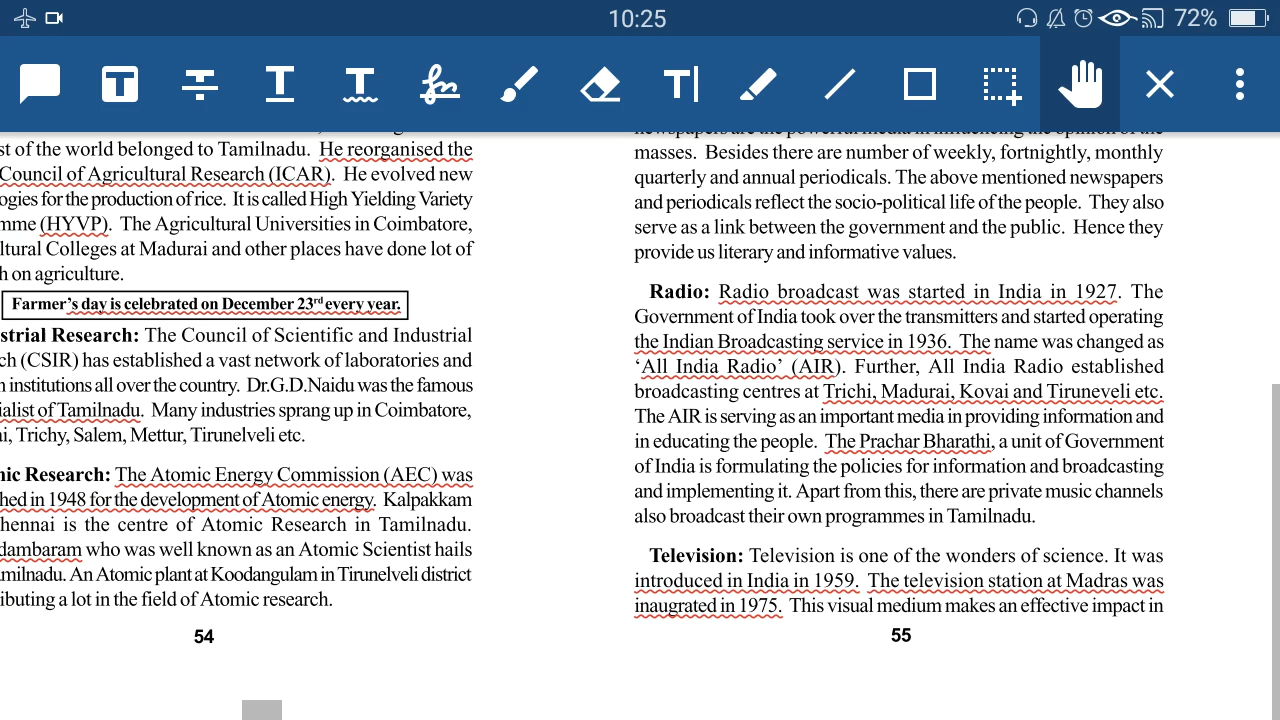 10:25
72%
st of the world belonged to Tamilnadu. He reorganised the
Council of Agricultural Research (ICAR). He evolved new
ogies for the production of rice. It is called High Yielding Variety
mme (HYVP). The Agricultural Universities in Coimbatore,
ltural Colleges at Madurai and other places have done lot of
h on agriculture.
Farmer's day is celebrated on December 23rd every year.
strial Research: The Council of Scientific and Industrial
ch (CSIR) has established a vast network of laboratories and
n institutions all over the country. Dr.G.D.Naidu was the famous
ialist of Tamilnadu. Many industries sprang up in Coimbatore,
ai, Trichy, Salem, Mettur, Tirunelveli etc.
nic Research: The Atomic Energy Commission (AEC) was
hed in 1948 for the development of Atomic energy. Kalpakkam
hennai is the centre of Atomic Research in Tamilnadu.
dambaram who was well known as an Atomic Scientist hails
amilnadu. An Atomic plant at Koodangulam in Tirunelveli district
ibuting a lot in the field of Atomic research.
54
newspapers are the powerful media in influencing the opinion of the
masses. Besides there are number of weekly, fortnightly, monthly
quarterly and annual periodicals. The above mentioned newspapers
and periodicals reflect the socio-political life of the people. They also
serve as a link between the government and the public. Hence they
provide us literary and informative values.
Radio: Radio broadcast was started in India in 1927. The
Government of India took over the transmitters and started operating
the Indian Broadcasting service in 1936. The name was changed as
‘All India Radio’ (AIR). Further, All India Radio established
broadcasting centres at Trichi, Madurai, Kovai and Tiruneveli etc.
The AIR is serving as an important media in providing information and
in educating the people. The Prachar Bharathi, a unit of Government
of India is formulating the policies for information and broadcasting
and implementing it. Apart from this, there are private music channels
also broadcast their own programmes in Tamilnadu.
Television: Television is one of the wonders of science. It was
introduced in India in 1959. The television station at Madras was
inaugrated in 1975. This visual medium makes an effective impact in
55